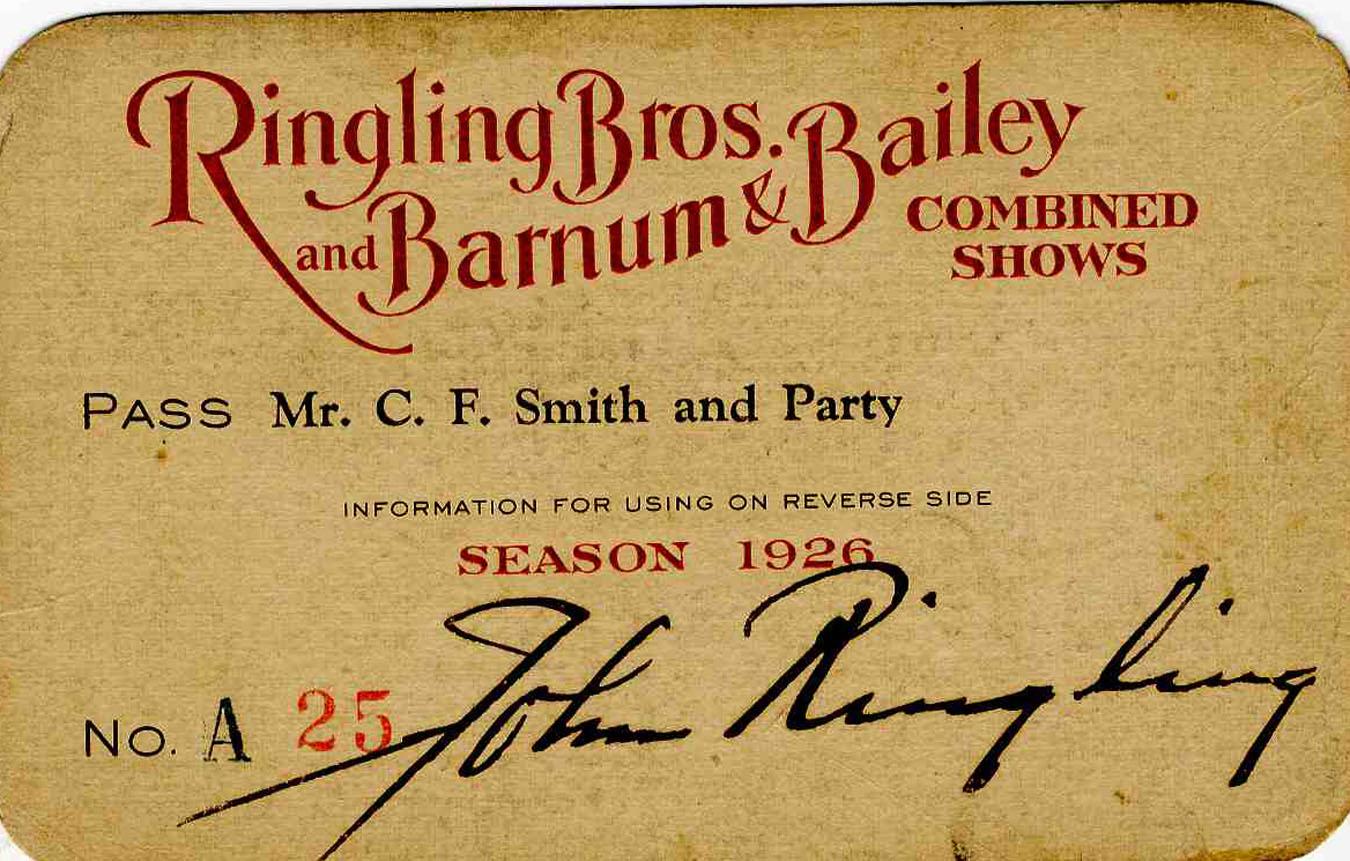 Ringling Bros.
and Barnum & Bailey
COMBINED
SHOWS
PASS Mr. C. F. Smith and Party
INFORMATION FOR USING ON REVERSE SIDE
SEASON 1926
No. A 25
John Ringling